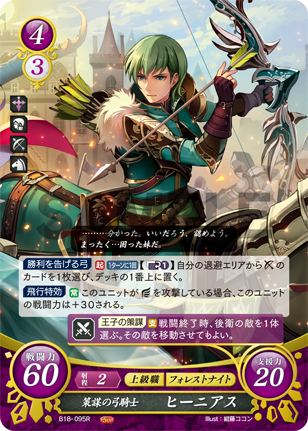 4
3
………分かった。いいだろう、認めよう。
まったく…困った妹だ。
勝利を告げる弓 起 1ターンに1回 【 1】自分の退避エリアから
のカードを1枚選び、デッキの1番上に置く。
飛行特効 常 このユニットが を攻撃している場合、このユニット
の戦闘力は+30される。
王子の策謀 支 戦闘終了時、後衛の敵を1体
選ぶ。その敵を移動させてもよい。
戦闘力
60
射程 2 上級職 フォレストナイト
支援力
20
策謀の弓騎士 ヒーニアス
B18-095R
Illust:紺藤ココン